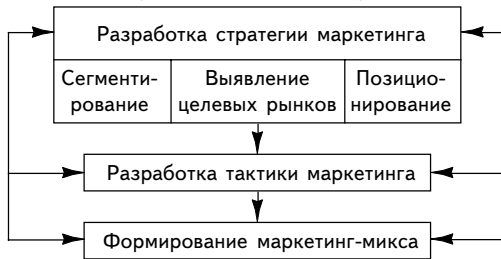 Разработка стратегии маркетинга
Сегменти-
рование
Выявление
целевых рынков
Позицио-
нирование
Разработка тактики маркетинга
Формирование маркетинг-микса